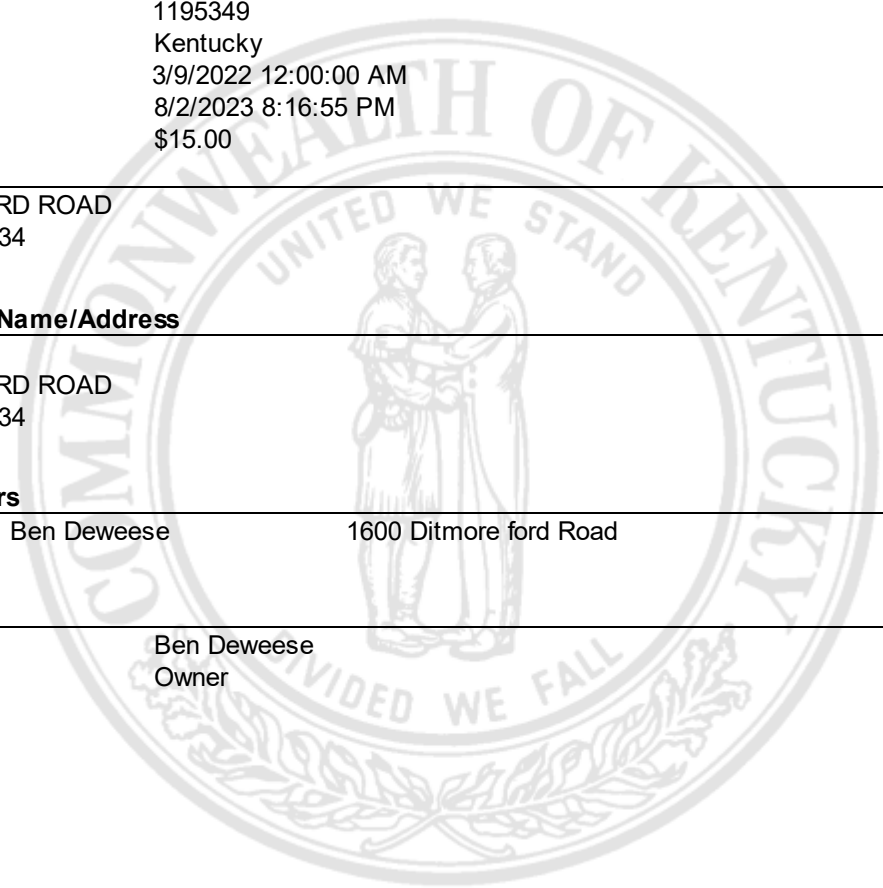 1195349
Kentucky
3/9/2022 12:00:00 AM
8/2/2023 8:16:55 PM
$15.00
RD ROAD
34
Name/Address
RD ROAD
34
rs
Ben Deweese 1600 Ditmore ford Road
Ben Deweese
Owner
COMMONWEALTH OF KENTUCKY
UNITED WE STAND
DIVIDED WE FALL